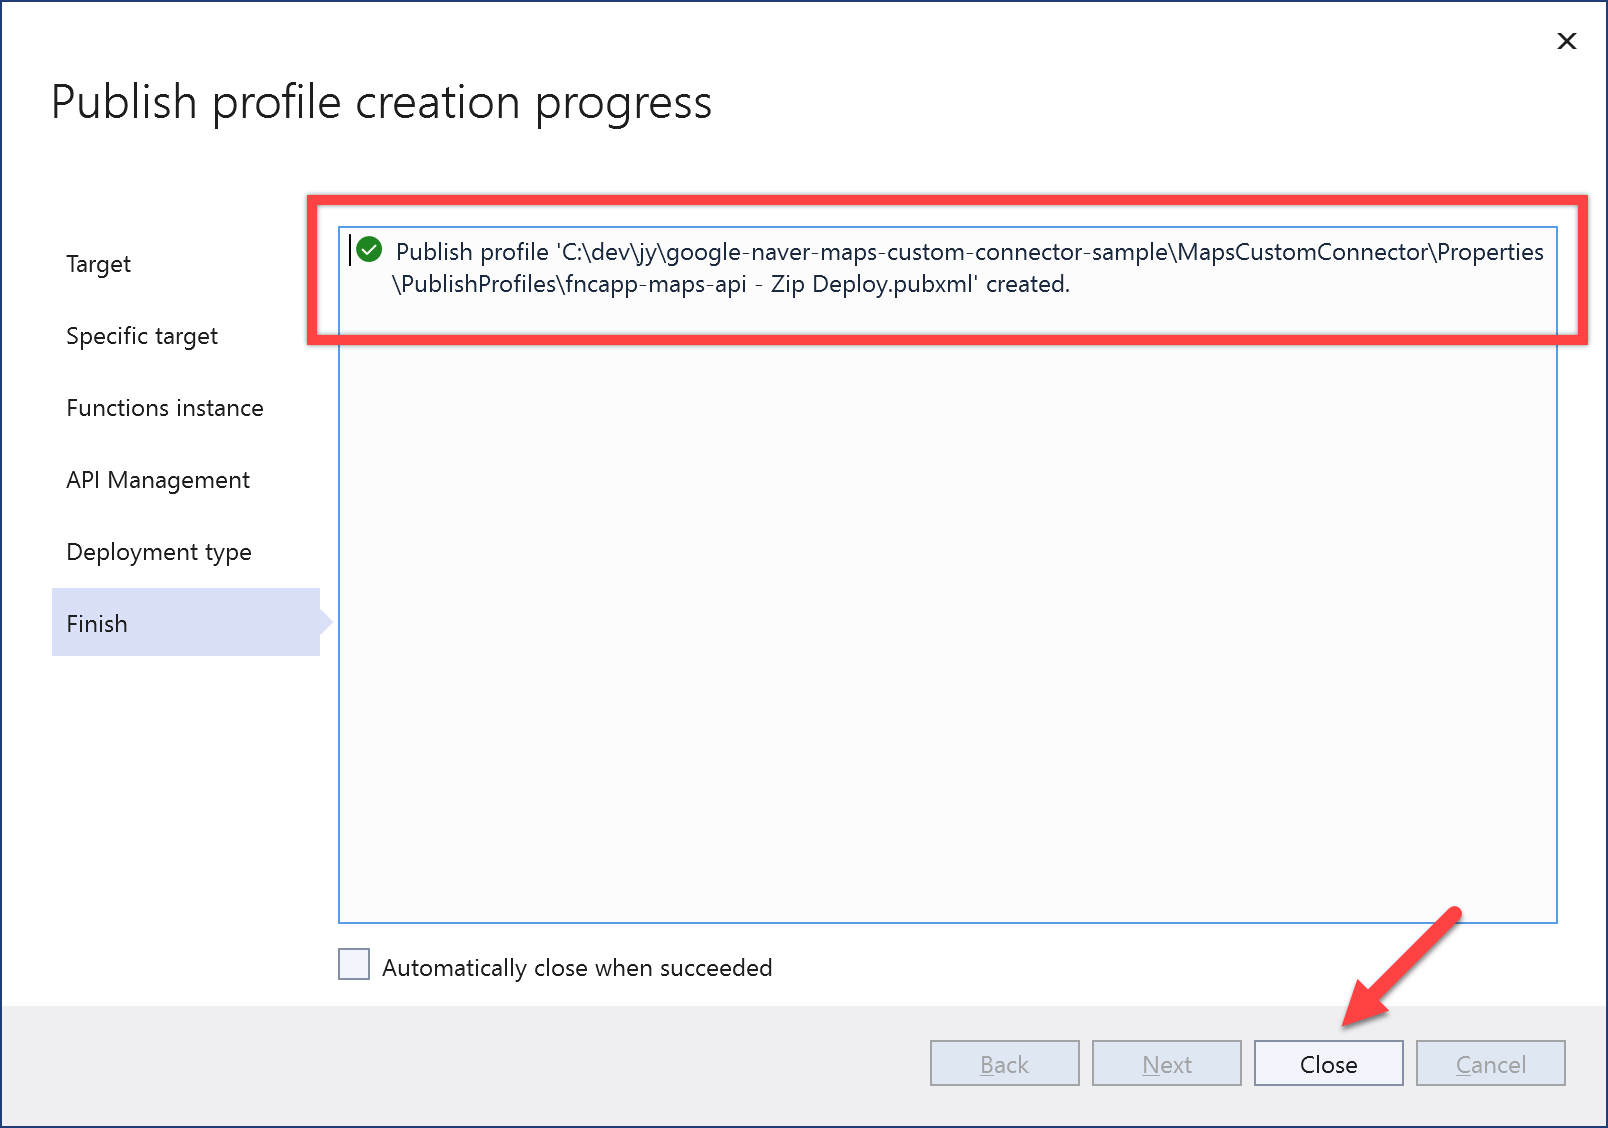 Publish profile creation progress
Target
Specific target
Functions instance
API Management
Deployment type
Finish
Publish profile 'C:\dev\jy\google-naver-maps-custom-connector-sample\MapsCustomConnector\Properties
\PublishProfiles\fncapp-maps-api - Zip Deploy.pubxml' created.
Automatically close when succeeded
Back
Next
Close
Cancel